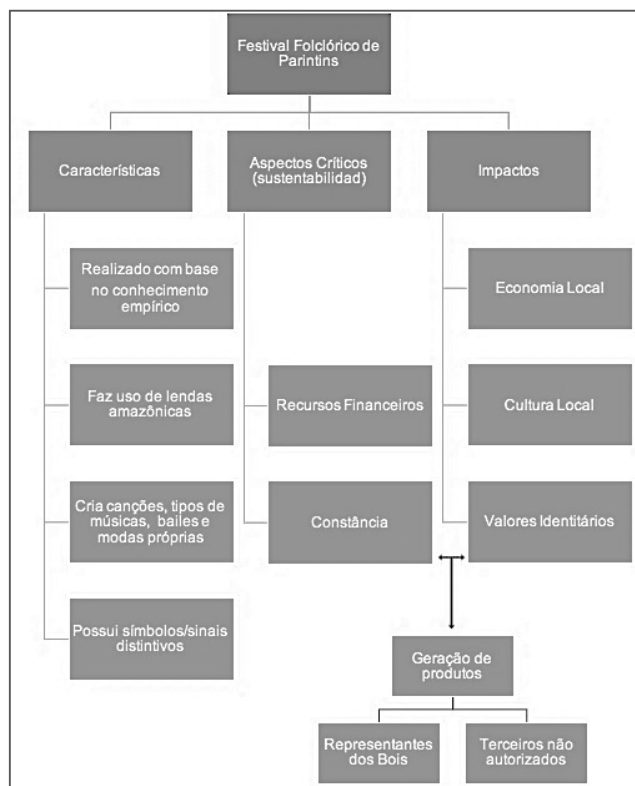 Festival Folclórico de
Parintins
Características
Aspectos Críticos
(sustentabilidad)
Impactos
Realizado com base
no conhecimento
empírico
Faz uso de lendas
amazônicas
Cria canções, tipos de
músicas, bailes e
modas próprias
Possui símbolos/sinais
distintivos
Recursos Financeiros
Constância
Economia Local
Cultura Local
Valores Identitários
Geração de
produtos
Representantes
dos Bois
Terceiros não
autorizados